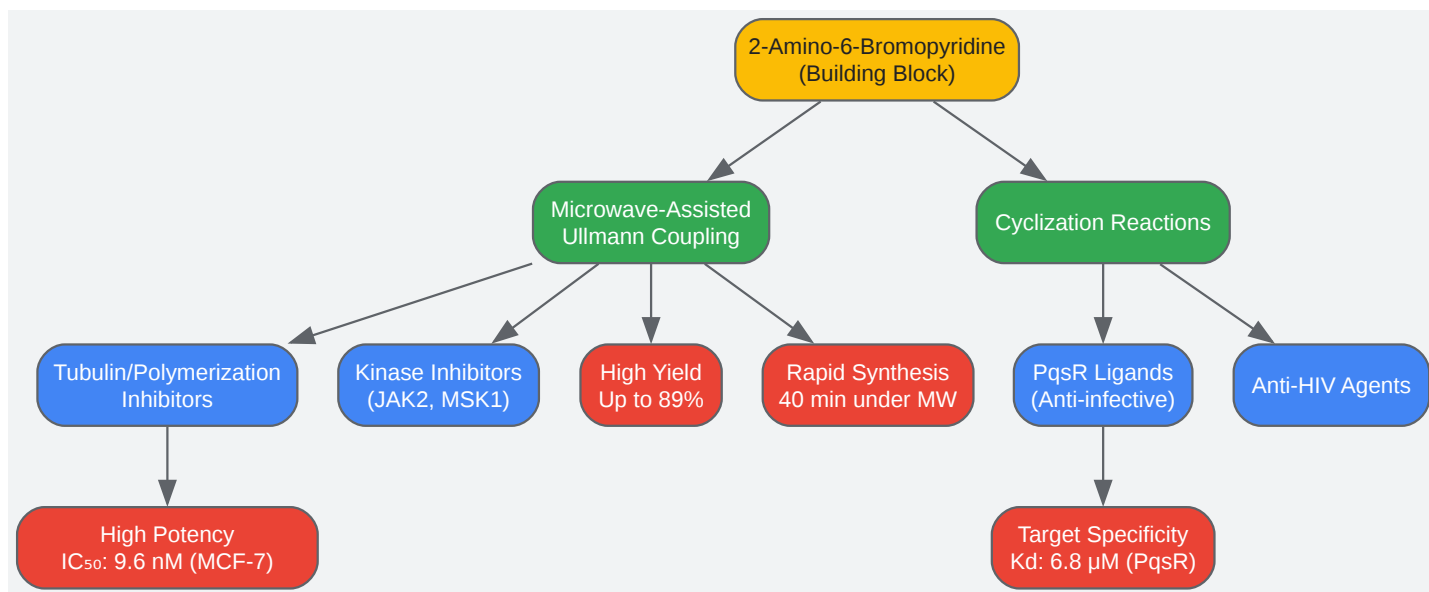 2-Amino-6-Bromopyridine
(Building Block)
Microwave-Assisted
Ullmann Coupling
Cyclization Reactions
Tubulin/Polymerization
Inhibitors
Kinase Inhibitors
(JAK2, MSK1)
High Yield
Up to 89%
Rapid Synthesis
40 min under MW
PqsR Ligands
(Anti-infective)
Anti-HIV Agents
High Potency
IC₅₀: 9.6 nM (MCF-7)
Target Specificity
Kd: 6.8 μM (PqsR)